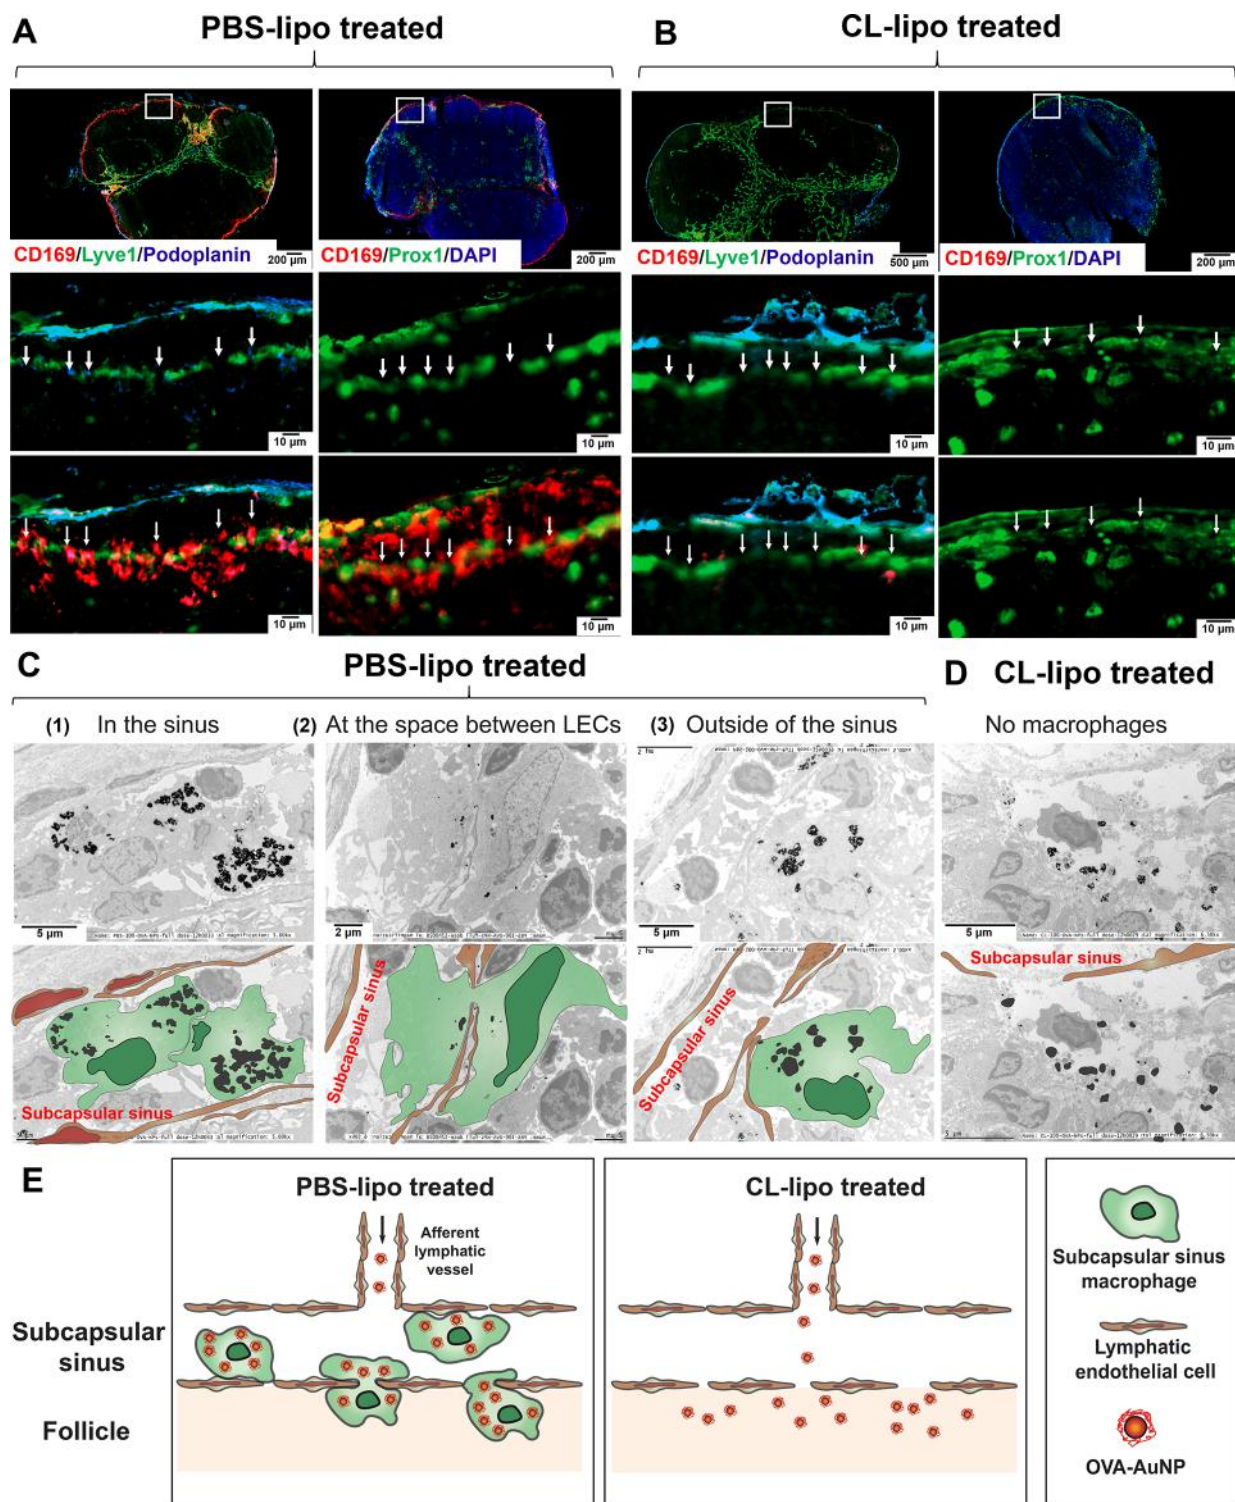 A
PBS-lipo treated
B
CL-lipo treated
CD169/Lyve1/Podoplanin
200 µm
CD169/Prox1/DAPI
200 µm
CD169/Lyve1/Podoplanin
500 µm
CD169/Prox1/DAPI
200 µm
10 µm
10 µm
10 µm
10 µm
10 µm
10 µm
10 µm
10 µm
C
PBS-lipo treated
D
CL-lipo treated
(1) In the sinus
(2) At the space between LECs
(3) Outside of the sinus
No macrophages
5 µm
2 µm
5 µm
5 µm
Subcapsular sinus
Subcapsular sinus
Subcapsular sinus
Subcapsular sinus
E
PBS-lipo treated
Afferent
lymphatic
vessel
Subcapsular
sinus
Follicle
CL-lipo treated
Subcapsular sinus
macrophage
Lymphatic
endothelial cell
OVA-AuNP